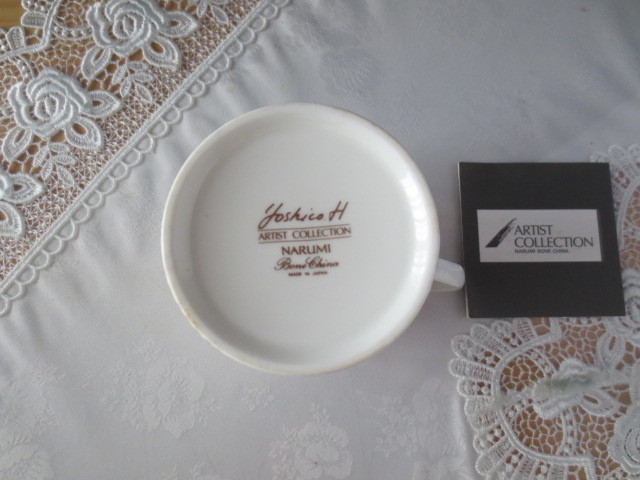 Yoshico H
ARTIST COLLECTION
NARUMI
Bone China
MADE IN JAPAN
ARTIST
COLLECTION
NARUMI BONE CHINA